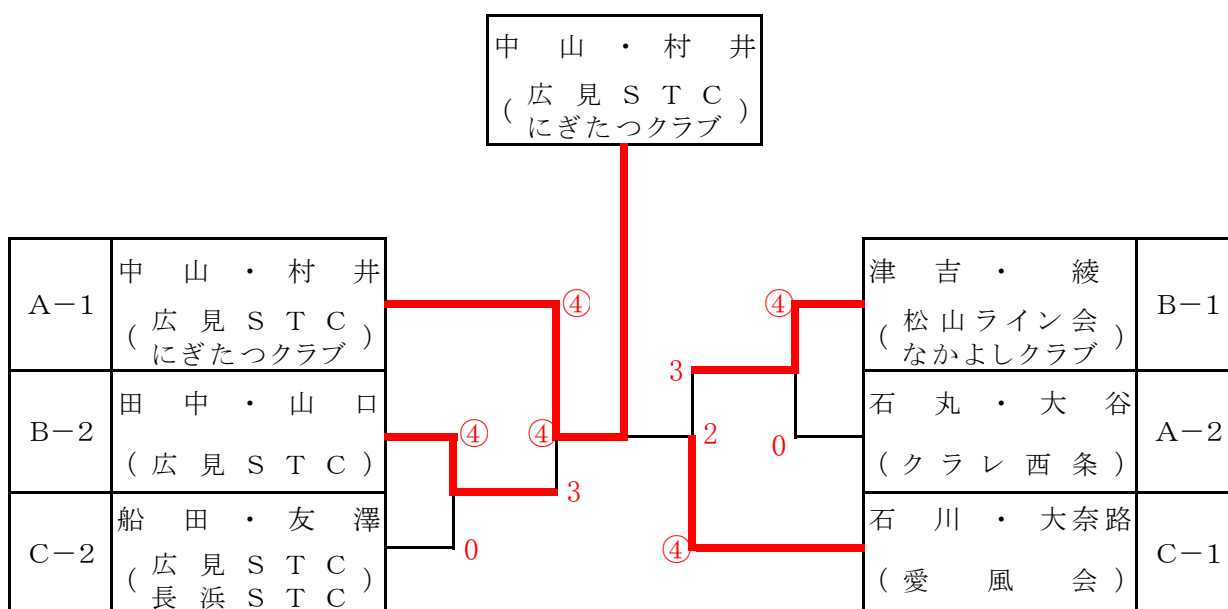 中山・村井
(広見STC
にぎたつクラブ)
A-1
中山・村井
(広見STC
にぎたつクラブ)
④
B-2
田中・山口
(広見STC)
④
④
3
C-2
船田・友澤
(広見STC
長浜STC)
0
津吉・綾
(松山ライン会
なかよしクラブ)
B-1
④
3
石丸・大谷
(クラレ西条)
A-2
2
0
石川・大奈路
(愛風会)
C-1
④